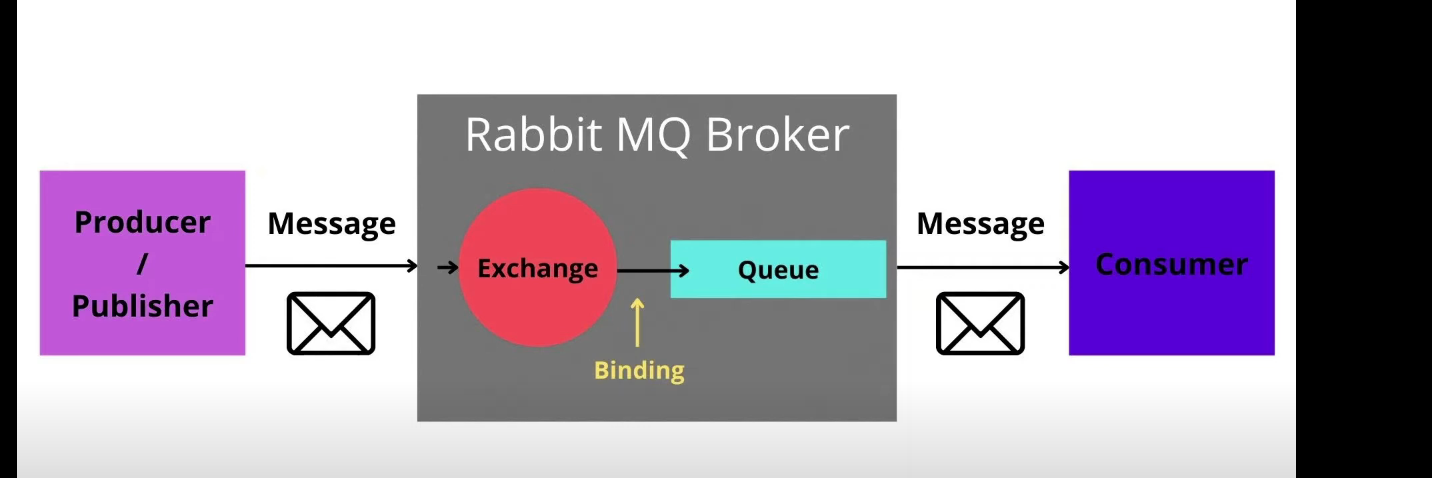 Rabbit MQ Broker
Producer
/
Publisher
Message
Exchange
Binding
Queue
Message
Consumer